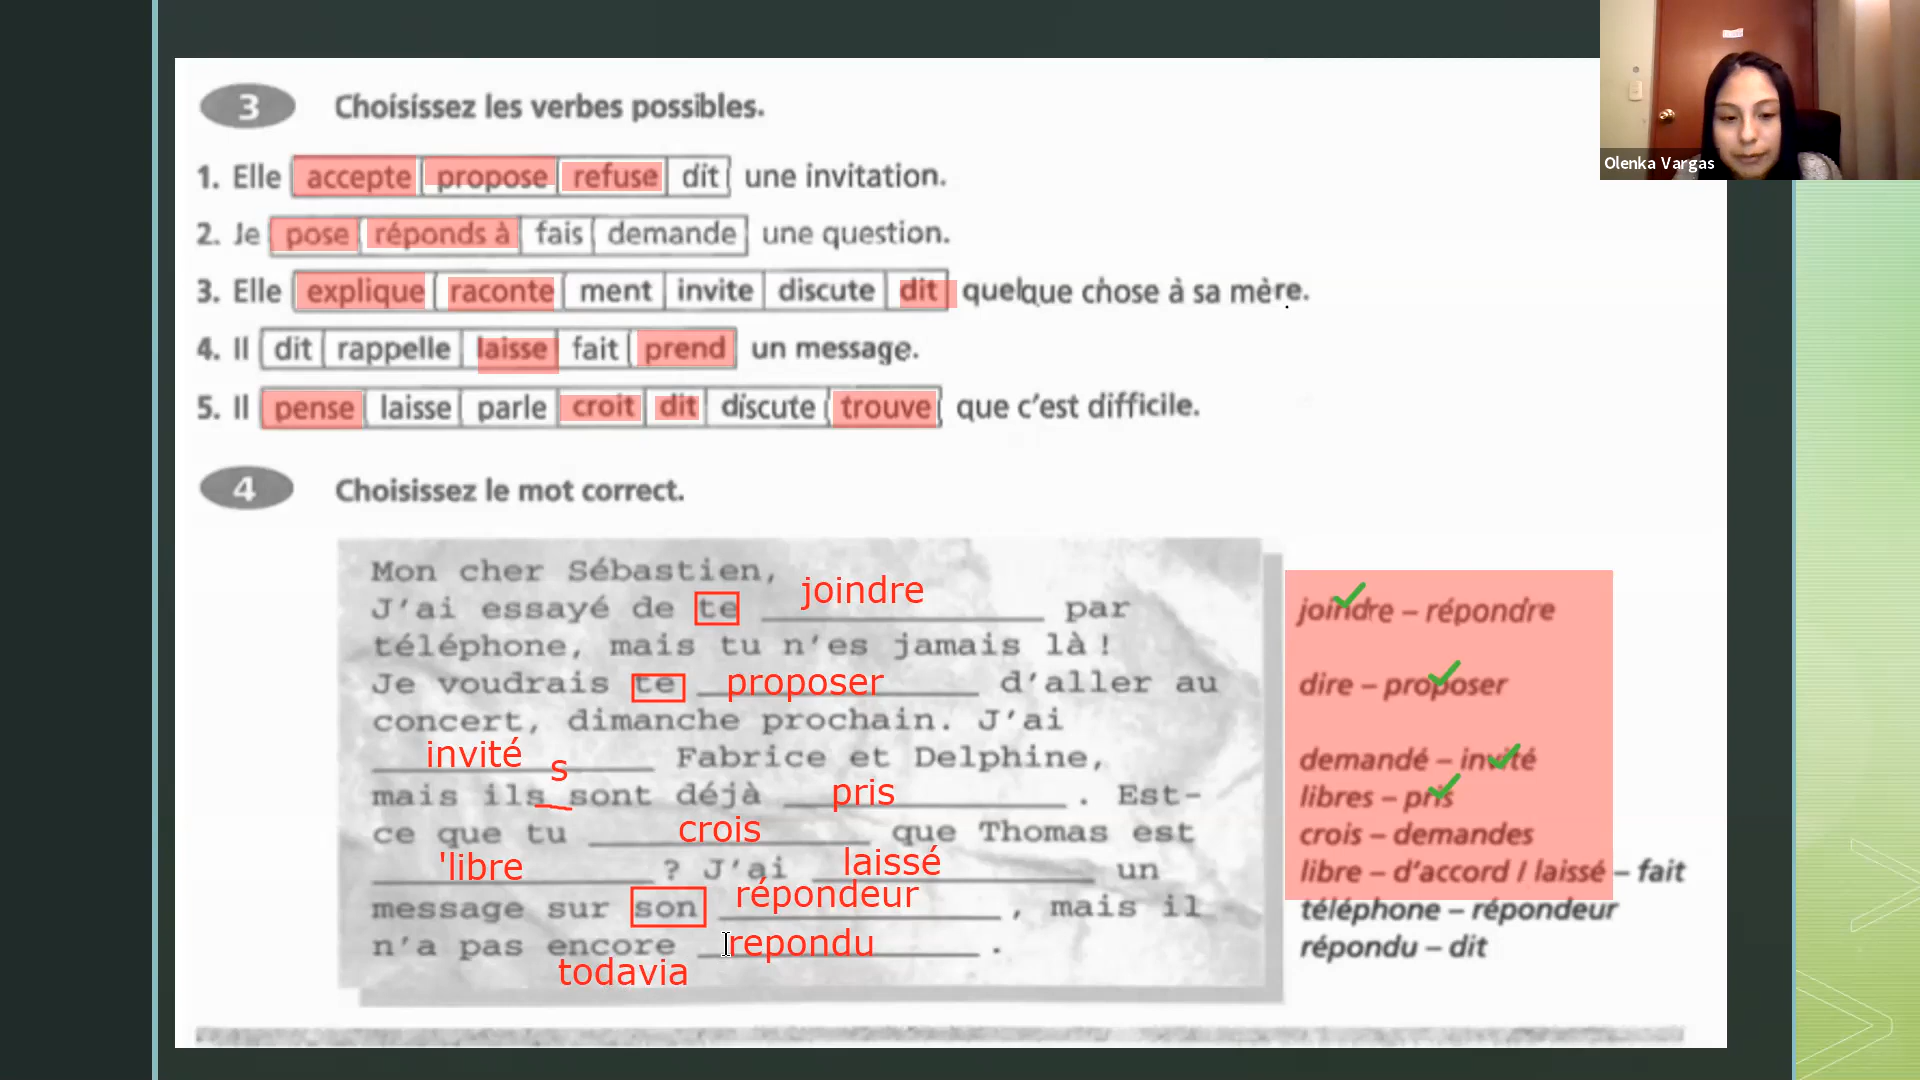 Olenka Vargas
3 Choisissez les verbes possibles.
1. Elle accepte propose refuse dit une invitation.
2. Je pose réponds à fais demande une question.
3. Elle explique raconte ment invite discute dit quelque chose à sa mère.
4. Il dit rappelle laisse fait prend un message.
5. Il pense laisse parle croit dit discute trouve que c'est difficile.
4 Choisissez le mot correct.
Mon cher Sébastien,
J'ai essayé de te joindre par
téléphone, mais tu n'es jamais là !
Je voudrais te proposer d'aller au
concert, dimanche prochain. J'ai
invité Fabrice et Delphine,
s
mais ils sont déjà pris . Est-
ce que tu crois que Thomas est
'libre ? J'ai laissé un
message sur son répondeur , mais il
n'a pas encore repondu .
todavia
joindre – répondre
dire – proposer
demandé – invité
libres – pris
crois – demandes
libre – d'accord / laissé – fait
téléphone – répondeur
répondu – dit